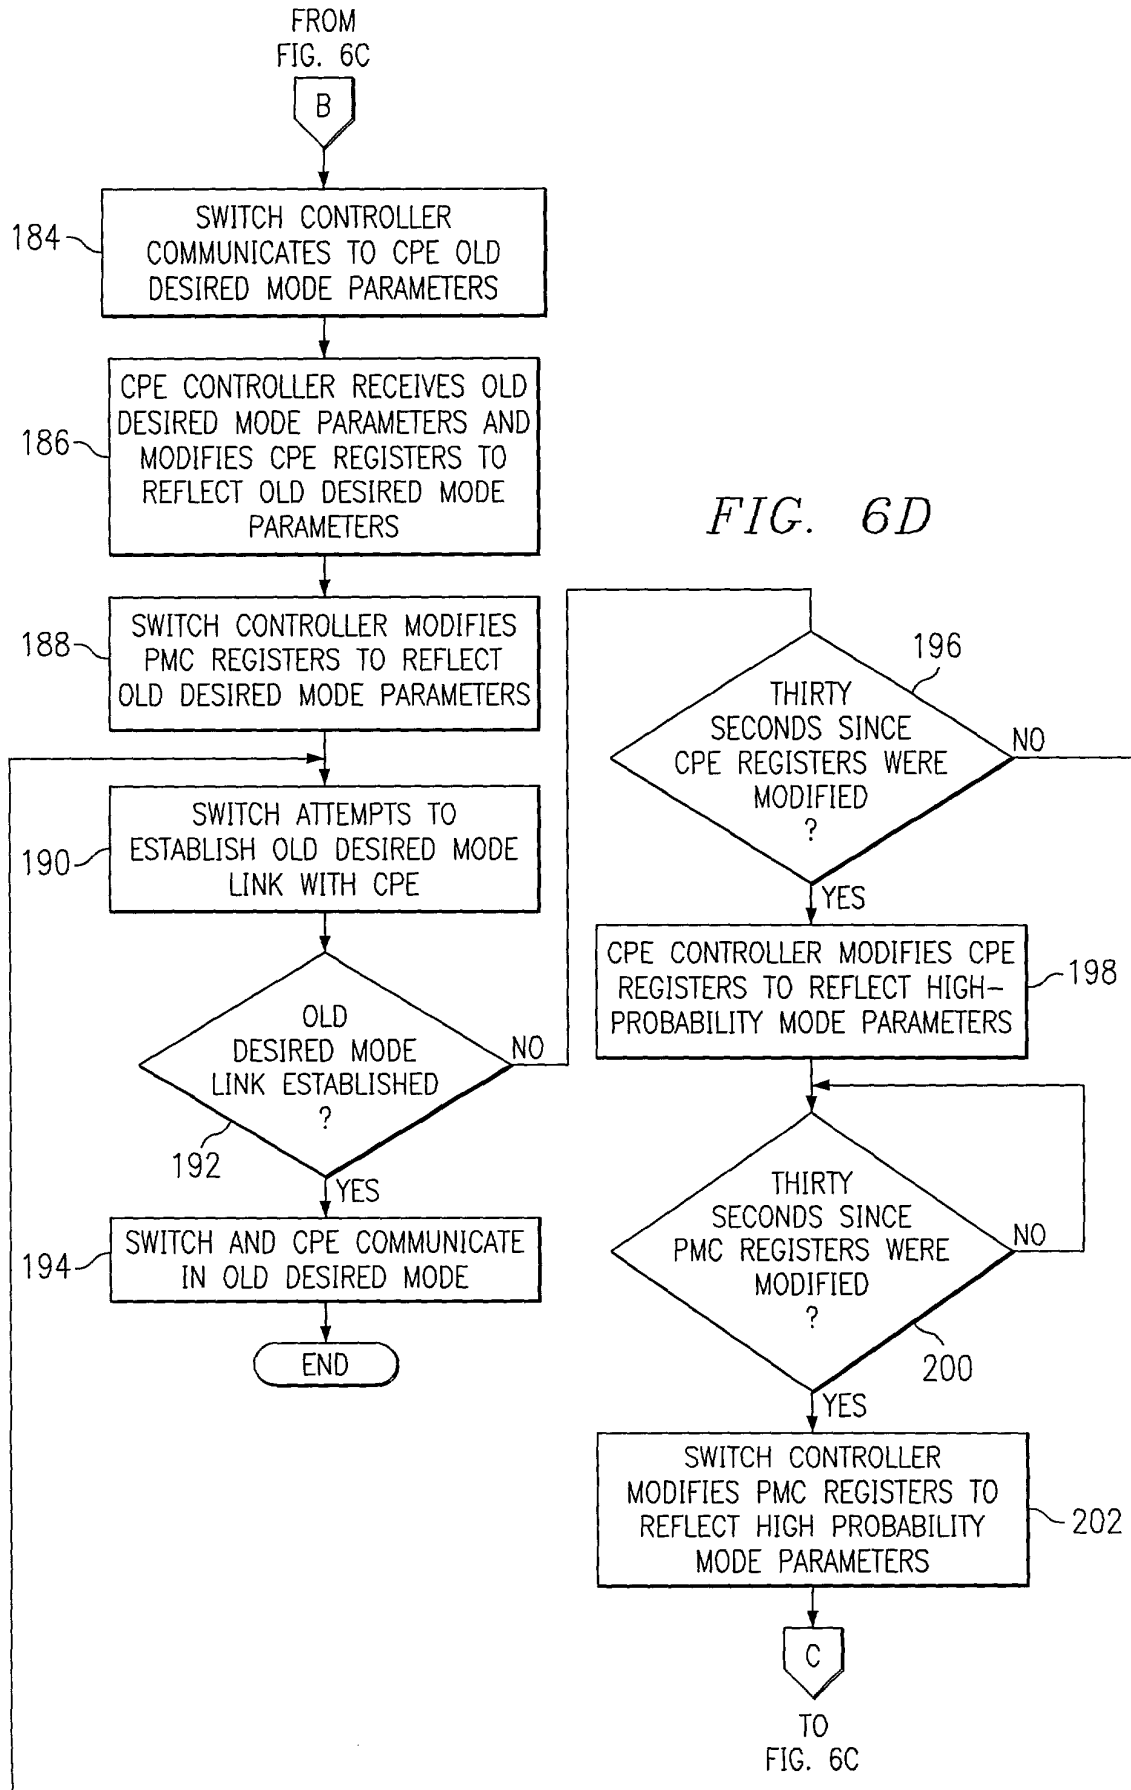 FROM
FIG. 6C
B
184
SWITCH CONTROLLER
COMMUNICATES TO CPE OLD
DESIRED MODE PARAMETERS
186
CPE CONTROLLER RECEIVES OLD
DESIRED MODE PARAMETERS AND
MODIFIES CPE REGISTERS TO
REFLECT OLD DESIRED MODE
PARAMETERS
188
SWITCH CONTROLLER MODIFIES
PMC REGISTERS TO REFLECT
OLD DESIRED MODE PARAMETERS
190
SWITCH ATTEMPTS TO
ESTABLISH OLD DESIRED MODE
LINK WITH CPE
OLD
DESIRED MODE
LINK ESTABLISHED
?
NO
192
YES
194
SWITCH AND CPE COMMUNICATE
IN OLD DESIRED MODE
END
FIG. 6D
196
THIRTY
SECONDS SINCE
CPE REGISTERS WERE
MODIFIED
?
NO
YES
CPE CONTROLLER MODIFIES CPE
REGISTERS TO REFLECT HIGH-
PROBABILITY MODE PARAMETERS
198
THIRTY
SECONDS SINCE
PMC REGISTERS WERE
MODIFIED
?
NO
200
YES
SWITCH CONTROLLER
MODIFIES PMC REGISTERS TO
REFLECT HIGH PROBABILITY
MODE PARAMETERS
202
C
TO
FIG. 6C